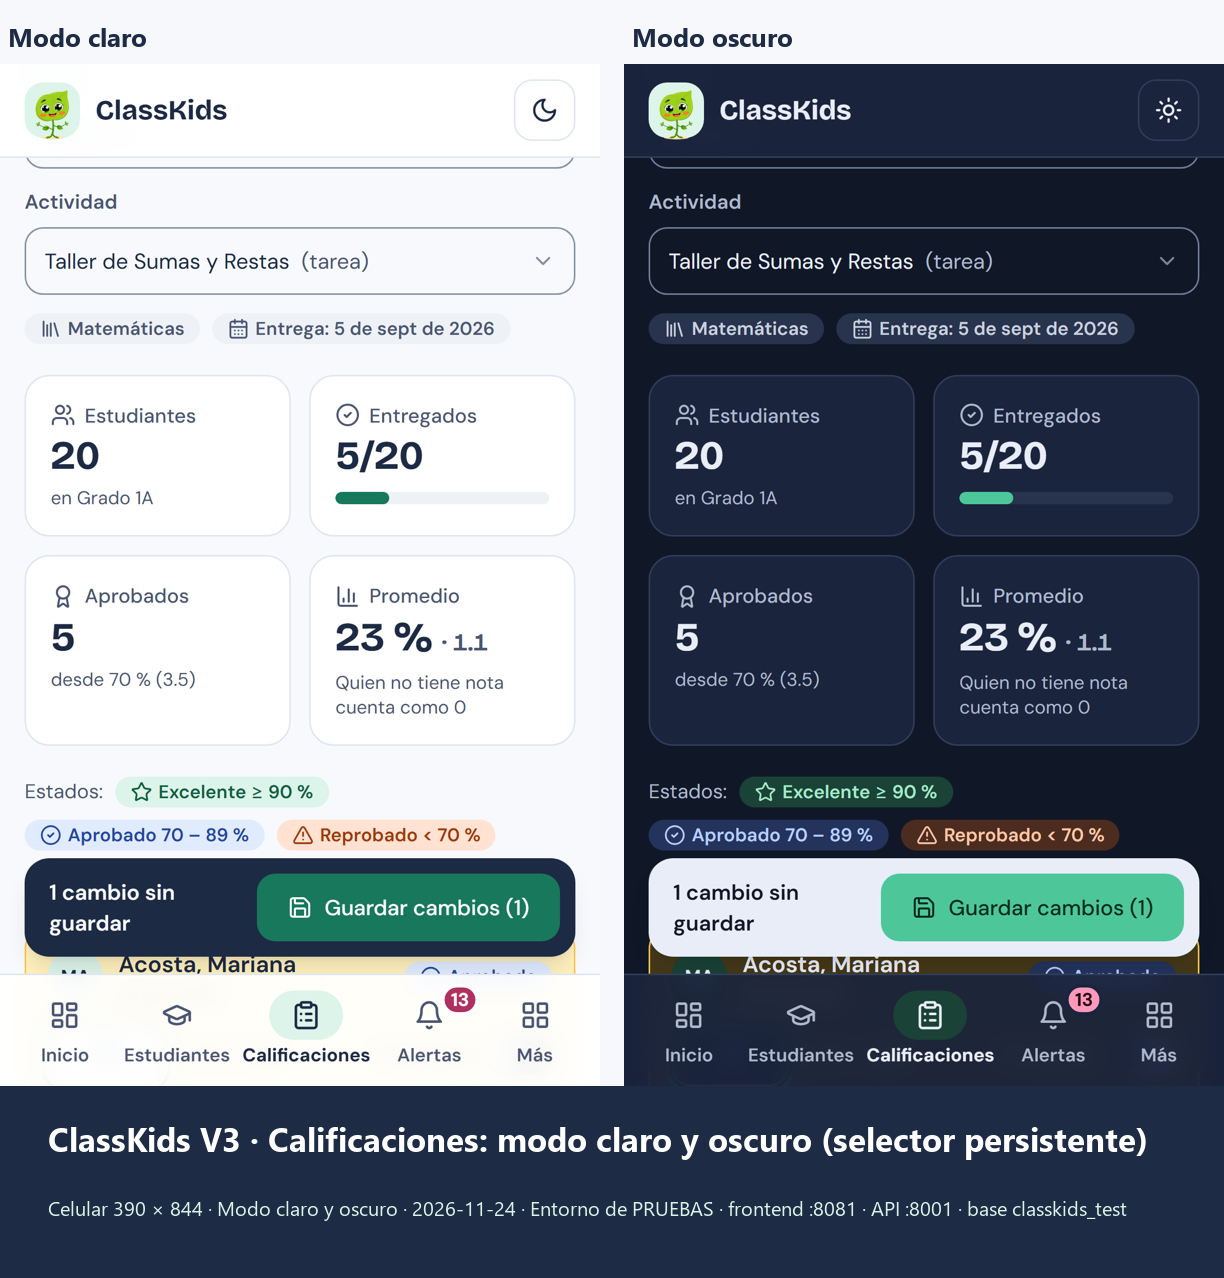 Modo claro
ClassKids
Actividad
Taller de Sumas y Restas (tarea)
Matemáticas
Entrega: 5 de sept de 2026
Estudiantes
20
en Grado 1A
Entregados
5/20
Aprobados
5
desde 70 % (3.5)
Promedio
23 % · 1.1
Quien no tiene nota
cuenta como 0
Estados:
Excelente ≥ 90 %
Aprobado 70 – 89 %
Reprobado < 70 %
1 cambio sin
guardar
Guardar cambios (1)
MA
Acosta, Mariana
Aprobado
13
Inicio
Estudiantes
Calificaciones
Alertas
Más
Modo oscuro
ClassKids
Actividad
Taller de Sumas y Restas (tarea)
Matemáticas
Entrega: 5 de sept de 2026
Estudiantes
20
en Grado 1A
Entregados
5/20
Aprobados
5
desde 70 % (3.5)
Promedio
23 % · 1.1
Quien no tiene nota
cuenta como 0
Estados:
Excelente ≥ 90 %
Aprobado 70 – 89 %
Reprobado < 70 %
1 cambio sin
guardar
Guardar cambios (1)
MA
Acosta, Mariana
Aprobado
13
Inicio
Estudiantes
Calificaciones
Alertas
Más
ClassKids V3 · Calificaciones: modo claro y oscuro (selector persistente)
Celular 390 × 844 · Modo claro y oscuro · 2026-11-24 · Entorno de PRUEBAS · frontend :8081 · API :8001 · base classkids_test